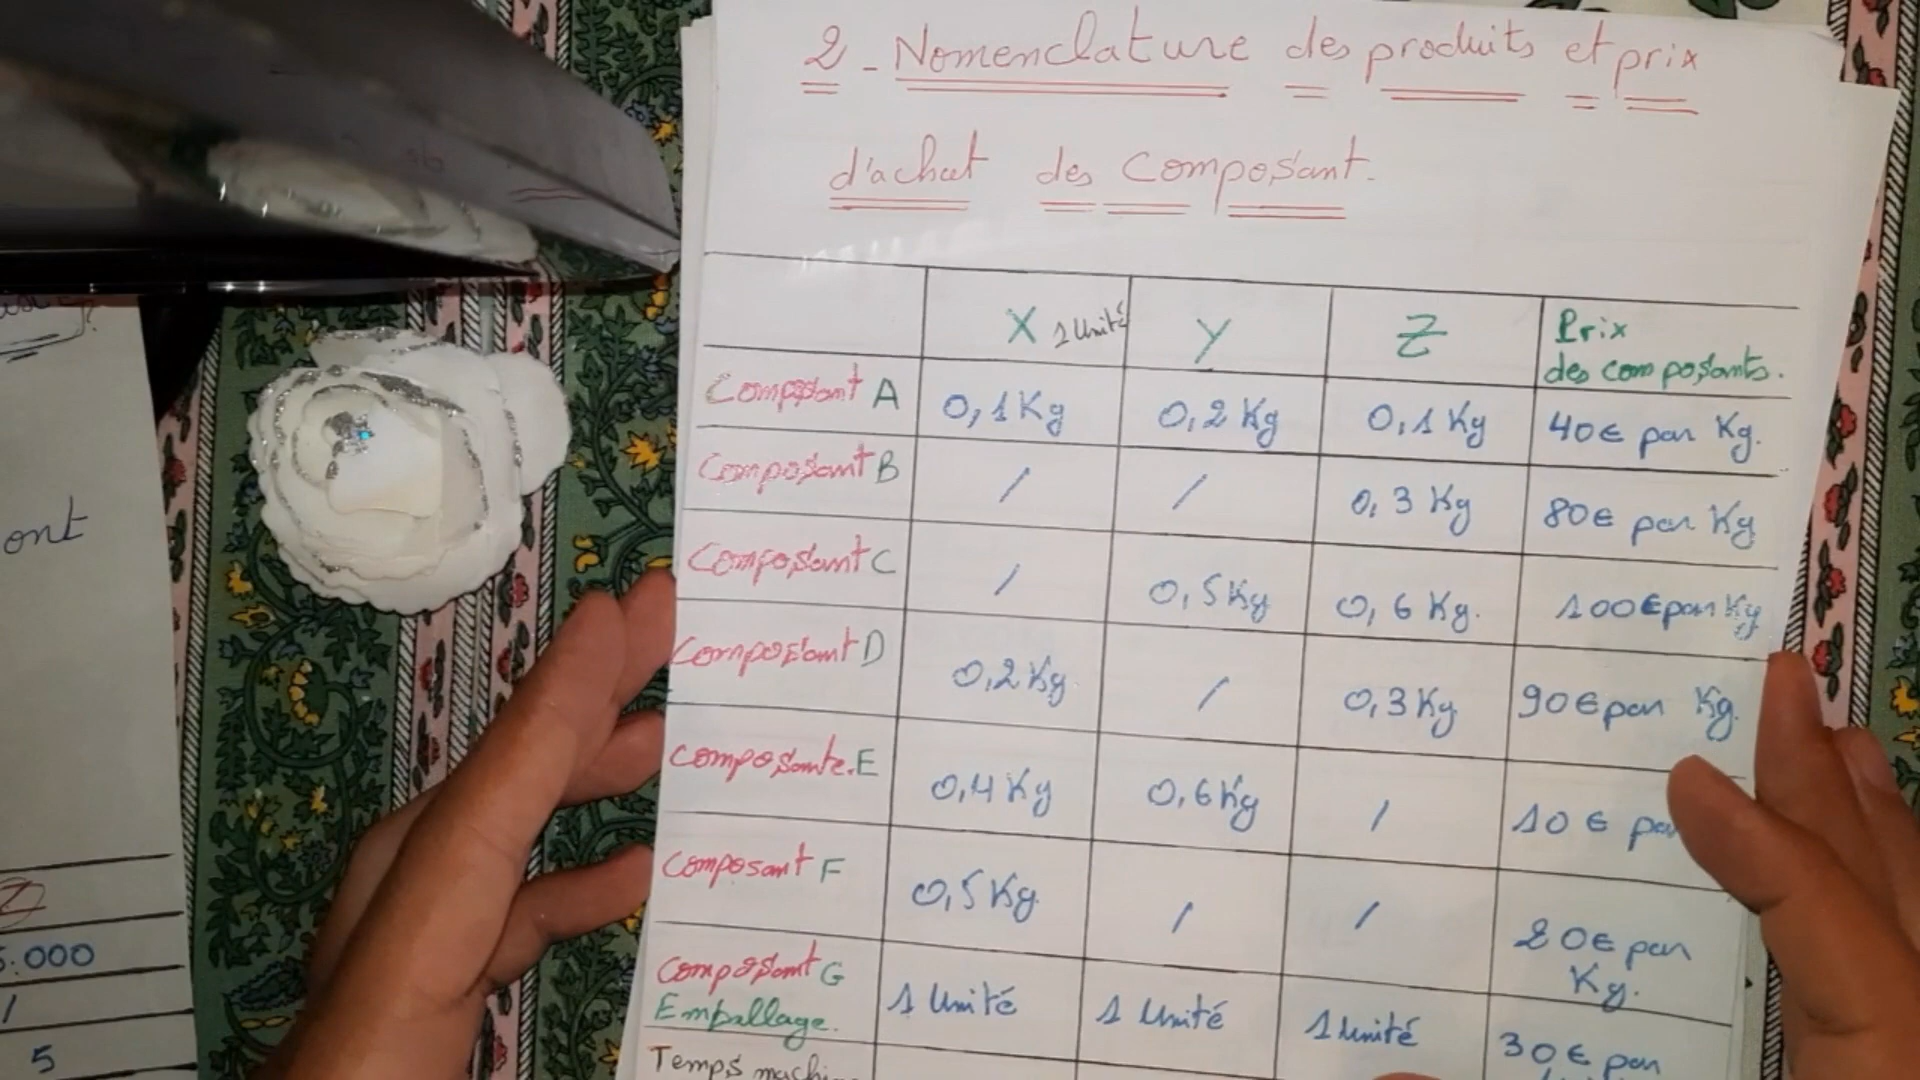 2 - Nomenclature des produits et prix
d'achat des composant.
X 1 Unité Y Z Prix des composants.
Composant A 0,1 Kg 0,2 Kg 0,1 Kg 40€ par Kg.
Composant B / / 0,3 Kg 80€ par Kg
Composant C / 0,5 Kg 0,6 Kg. 100€ par Kg
Composant D 0,2 Kg. / 0,3 Kg 90€ par Kg.
Composante.E 0,4 Kg 0,6 Kg / 10 €
Composant F 0,5 Kg. / / 20€ par Kg.
Composant G Emballage. 1 Unité 1 Unité 1 Unité 30€ par
Temps
ont
Z
5.000
/
5